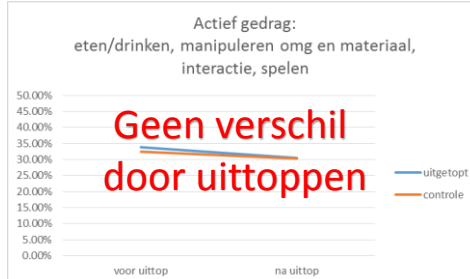 Actief gedrag:
eten/drinken, manipuleren omg en materiaal,
interactie, spelen
50.00%
45.00%
40.00%
35.00%
30.00%
25.00%
20.00%
15.00%
10.00%
5.00%
0.00%
Geen verschil
door uittoppen
uitgetopt
controle
voor uittop
na uittop